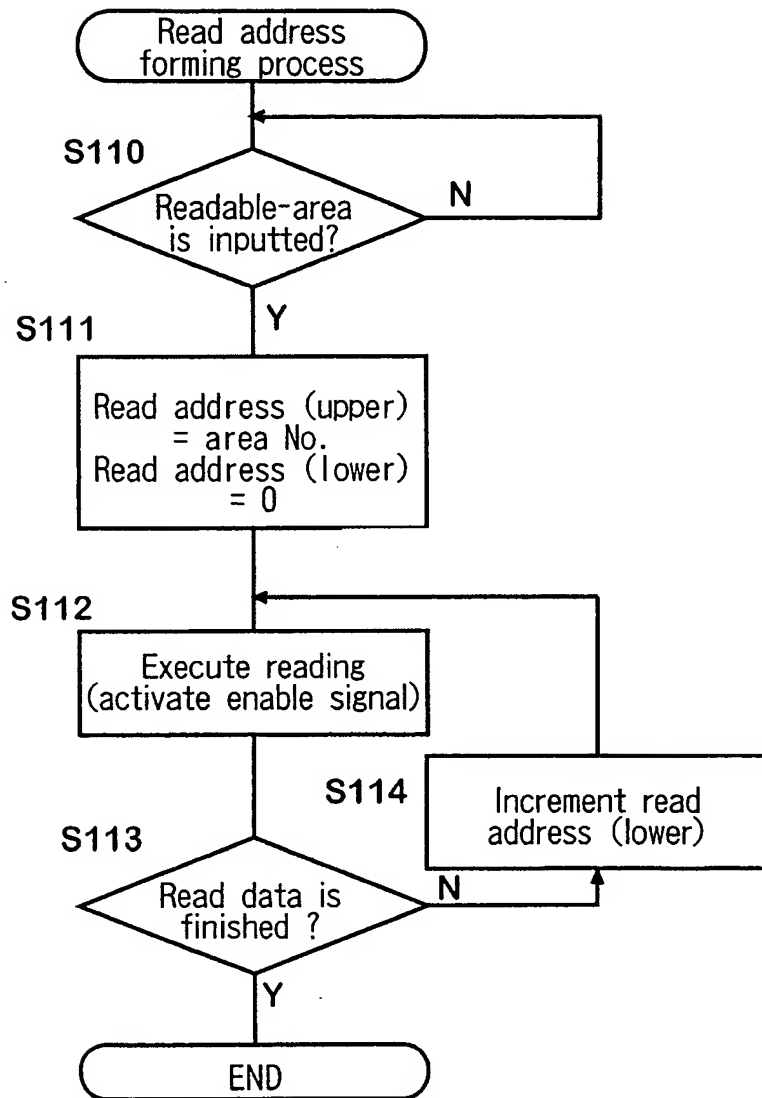 Read address
forming process
S110
Readable-area
is inputted?
N
Y
S111
Read address (upper)
= area No.
Read address (lower)
= 0
S112
Execute reading
(activate enable signal)
S114
Increment read
address (lower)
S113
Read data is
finished ?
N
Y
END